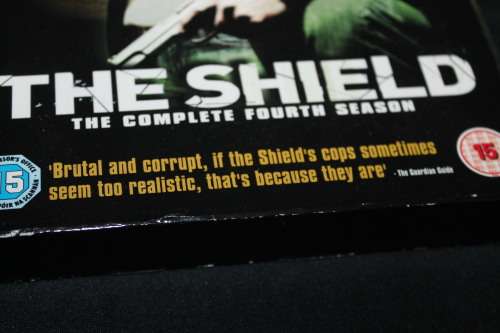 THE SHIELD
THE COMPLETE FOURTH SEASON
'Brutal and corrupt, if the Shield's cops sometimes
seem too realistic, that's because they are' - The Guardian Guide
15
15